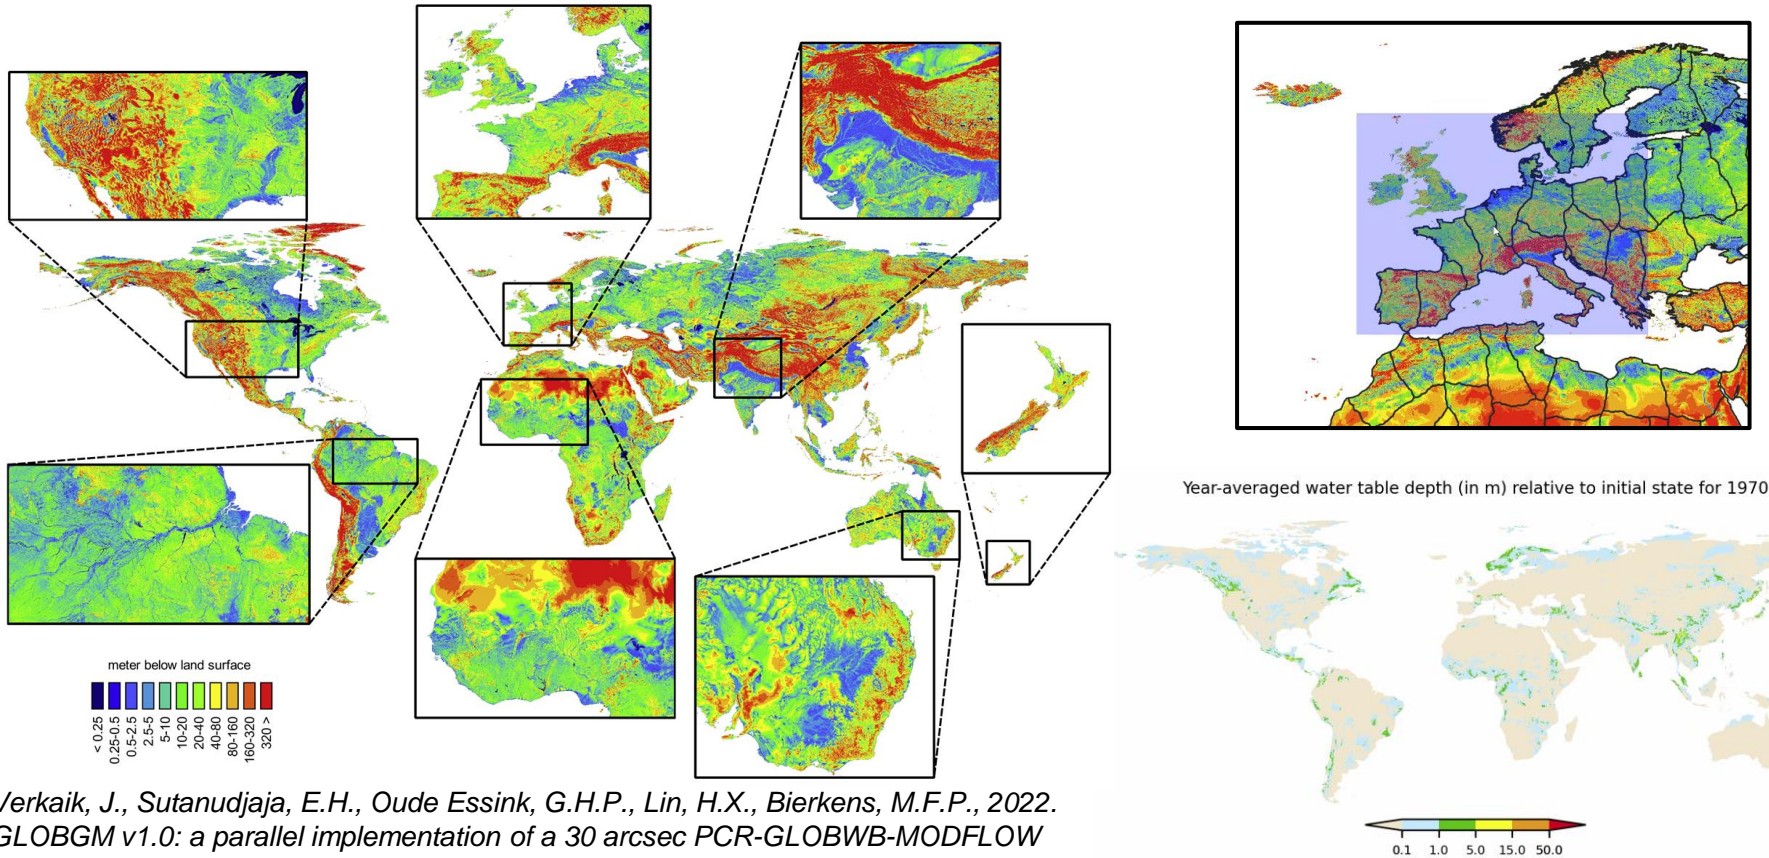 meter below land surface
< 0.25
0.25-0.5
0.5-2.5
2.5-5
5-10
10-20
20-40
40-80
80-160
160-320
320 >
Verkaik, J., Sutanudjaja, E.H., Oude Essink, G.H.P., Lin, H.X., Bierkens, M.F.P., 2022.
GLOBGM v1.0: a parallel implementation of a 30 arcsec PCR-GLOBWB-MODFLOW
Year-averaged water table depth (in m) relative to initial state for 1970
0.1 1.0 5.0 15.0 50.0